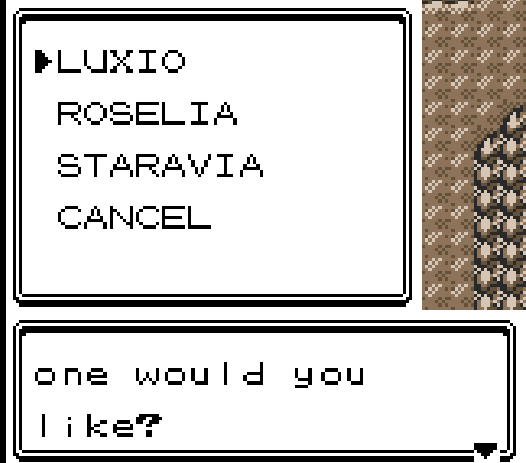 LUXIO
ROSELIA
STARAVIA
CANCEL
one would you
like?